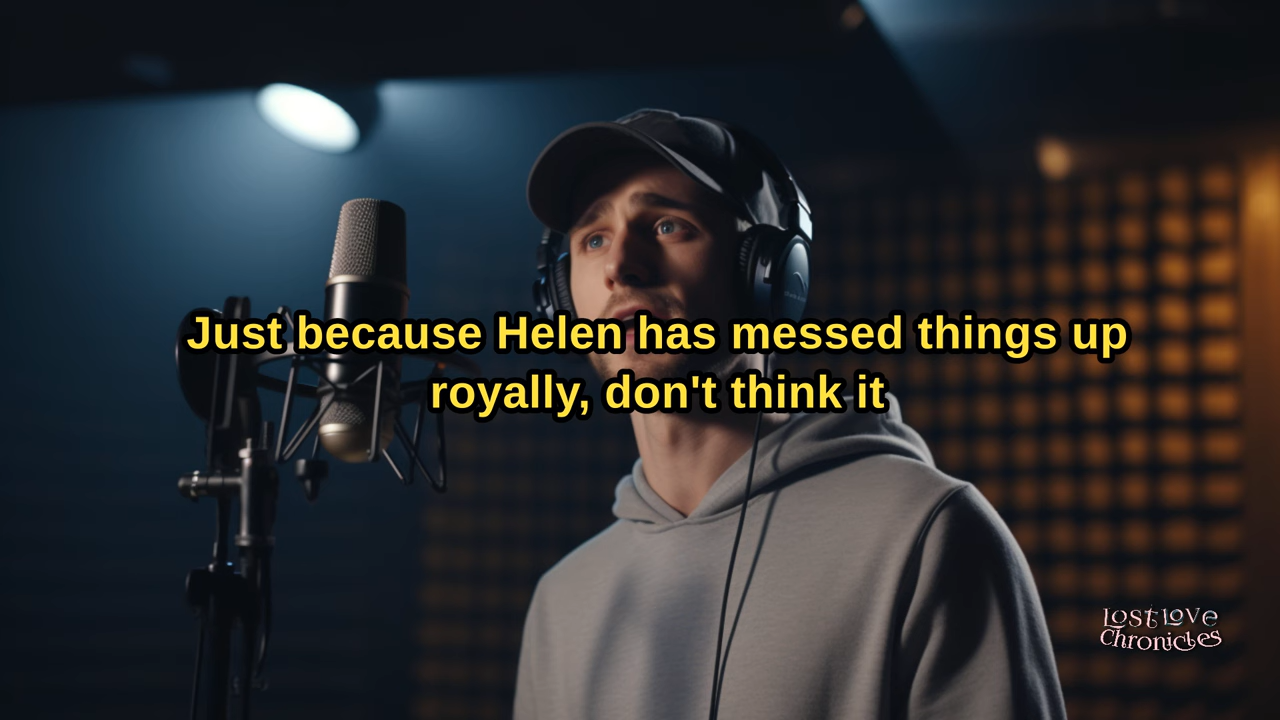 Just because Helen has messed things up
royally, don't think it
Lost love
Chronicles